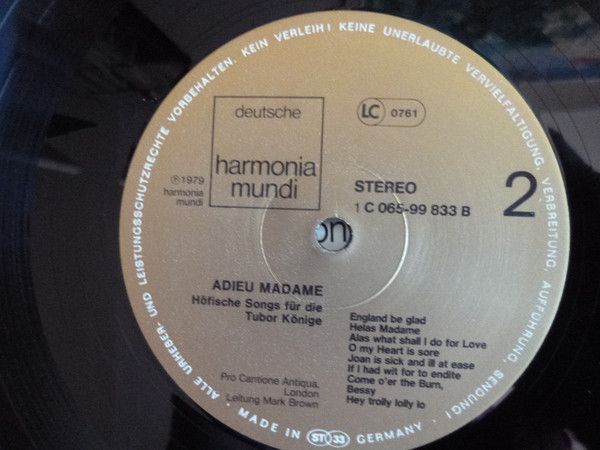 ALLE URHEBER- UND LEISTUNGSSCHUTZRECHTE VORBEHALTEN. KEIN VERLEIH! KEINE UNERLAUBTE VERVIELFÄLTIGUNG, VERBREITUNG, AUFFÜHRUNG, SENDUNG!
deutsche
harmonia
mundi
LC 0761
℗1979
harmonia
mundi
STEREO
1 C 065-99 833 B
2
on
ADIEU MADAME
Höfische Songs für die
Tubor Könige
England be glad
Helas Madame
Alas what shall I do for Love
O my Heart is sore
Joan is sick and ill at ease
If I had wit for to endite
Come o'er the Burn,
Bessy
Hey trolly lolly lo
Pro Cantione Antiqua,
London
Leitung Mark Brown
MADE IN ST 33 GERMANY